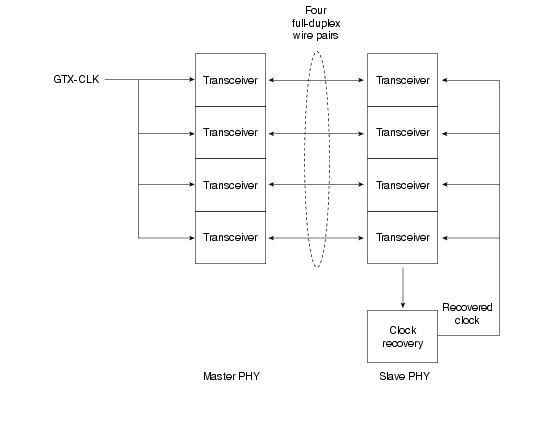 Four
full-duplex
wire pairs
GTX-CLK
Transceiver
Transceiver
Transceiver
Transceiver
Transceiver
Transceiver
Transceiver
Transceiver
Recovered
clock
Clock
recovery
Master PHY
Slave PHY